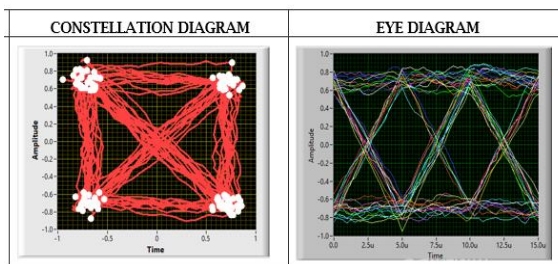 CONSTELLATION DIAGRAM
EYE DIAGRAM
Amplitude
1.0
0.8
0.6
0.4
0.2
0.0
-0.2
-0.4
-0.6
-0.8
-1.0
-1
-0.5
0
0.5
1
Time
Amplitude
1.0
0.8
0.6
0.4
0.2
0.0
-0.2
-0.4
-0.6
-0.8
-1.0
0.0
2.5u
5.0u
7.5u
10.0u
12.5u
15.0u
Time